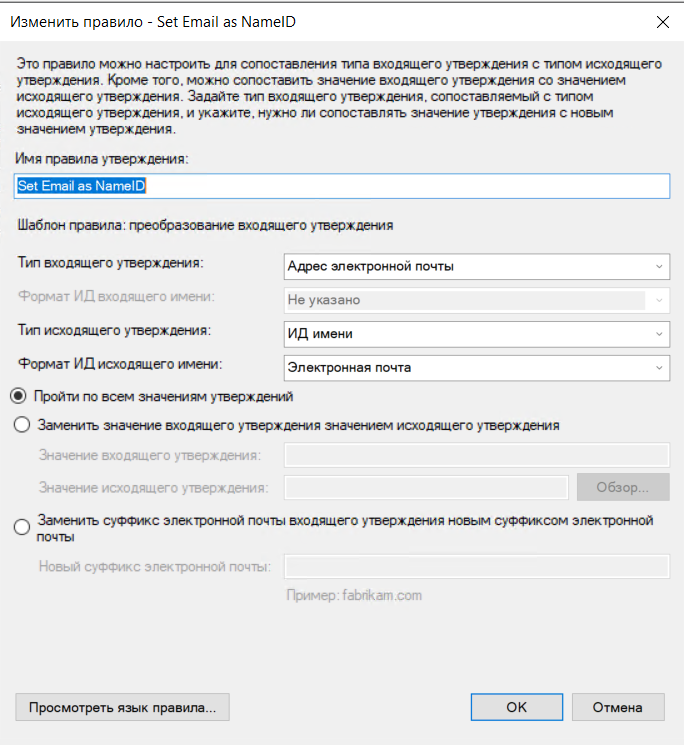 Изменить правило - Set Email as NameID
Это правило можно настроить для сопоставления типа входящего утверждения с типом исходящего
утверждения. Кроме того, можно сопоставить значение входящего утверждения со значением
исходящего утверждения. Задайте тип входящего утверждения, сопоставляемый с типом
исходящего утверждения, и укажите, нужно ли сопоставлять значение утверждения с новым
значением утверждения.
Имя правила утверждения:
Set Email as NameID
Шаблон правила: преобразование входящего утверждения
Тип входящего утверждения: Адрес электронной почты
Формат ИД входящего имени: Не указано
Тип исходящего утверждения: ИД имени
Формат ИД исходящего имени: Электронная почта
Пройти по всем значениям утверждений
Заменить значение входящего утверждения значением исходящего утверждения
Значение входящего утверждения:
Значение исходящего утверждения: Обзор...
Заменить суффикс электронной почты входящего утверждения новым суффиксом электронной
почты
Новый суффикс электронной почты:
Пример: fabrikam.com
Просмотреть язык правила... OK Отмена